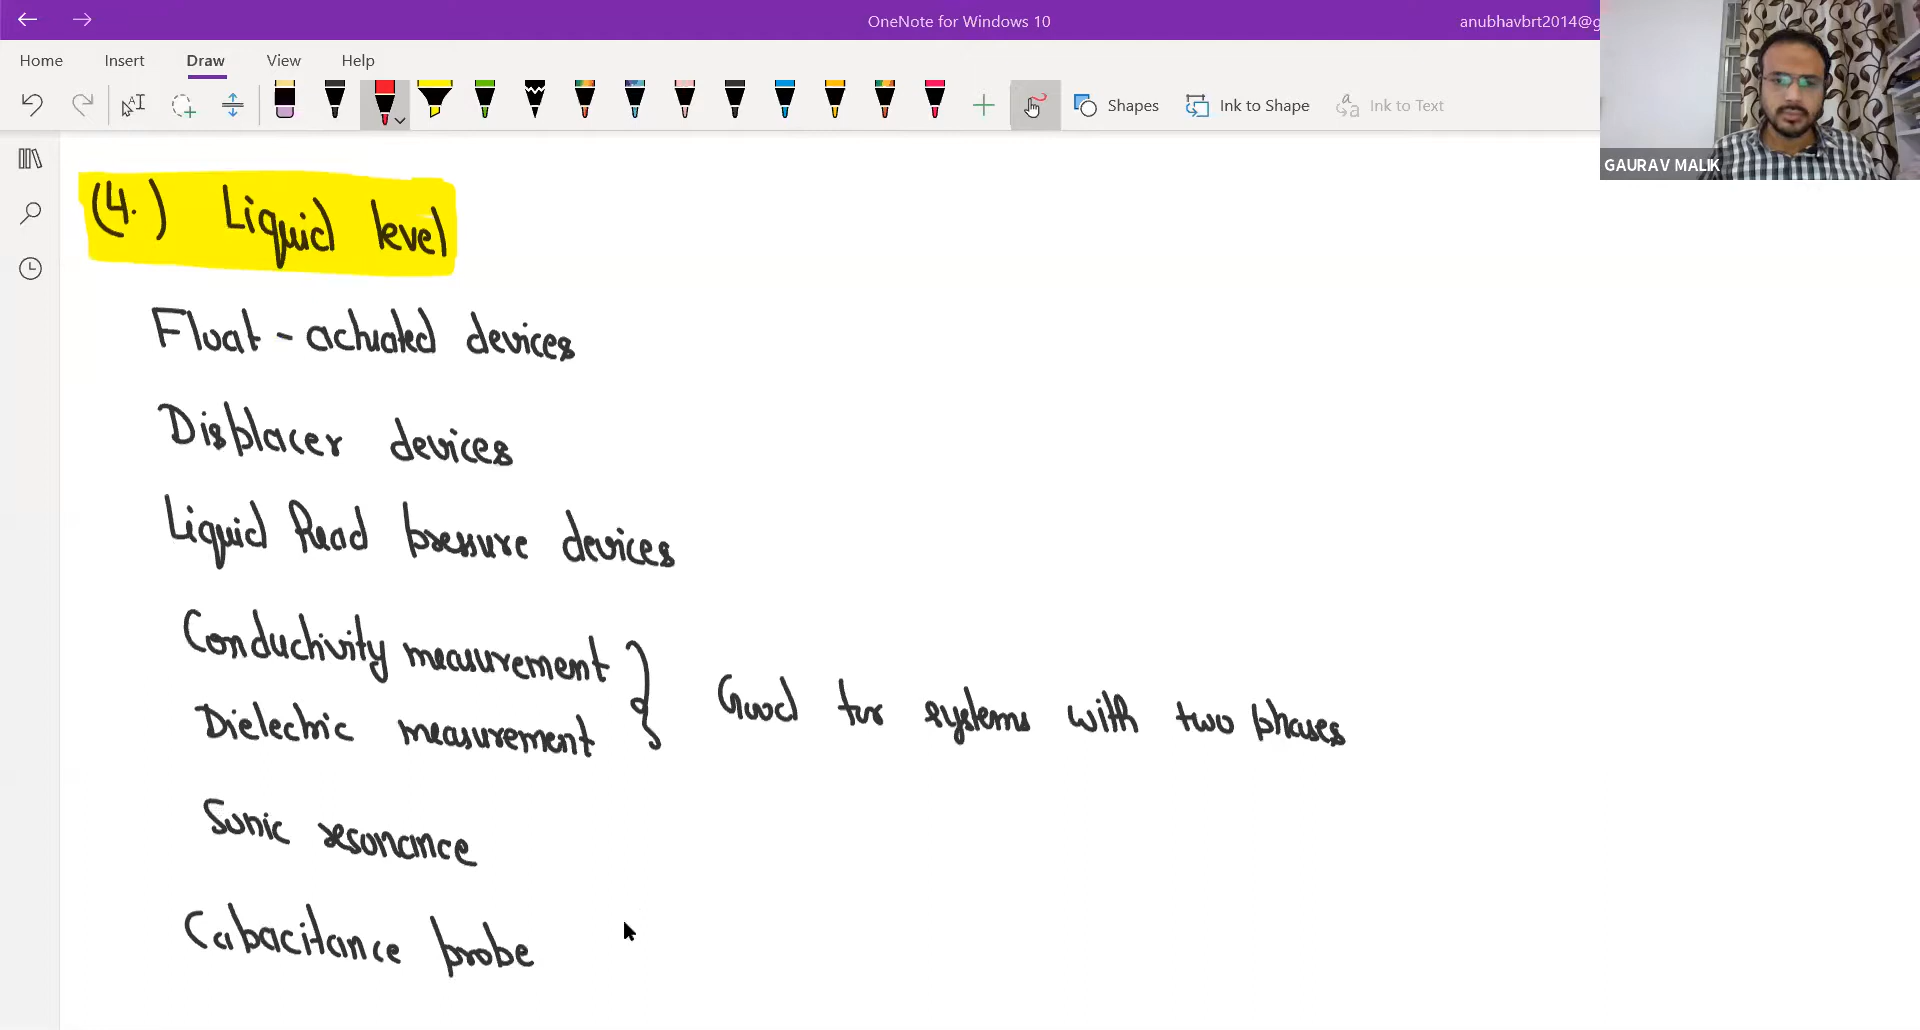 OneNote for Windows 10
anubhavbrt2014@g
Home Insert Draw View Help
Shapes Ink to Shape Ink to Text
GAURAV MALIK
(4.) Liquid level
Float - actuated devices
Displacer devices
Liquid Head pressure devices
Conductivity measurement
Dielectric measurement
Good for systems with two phases
Sonic resonance
Capacitance probe